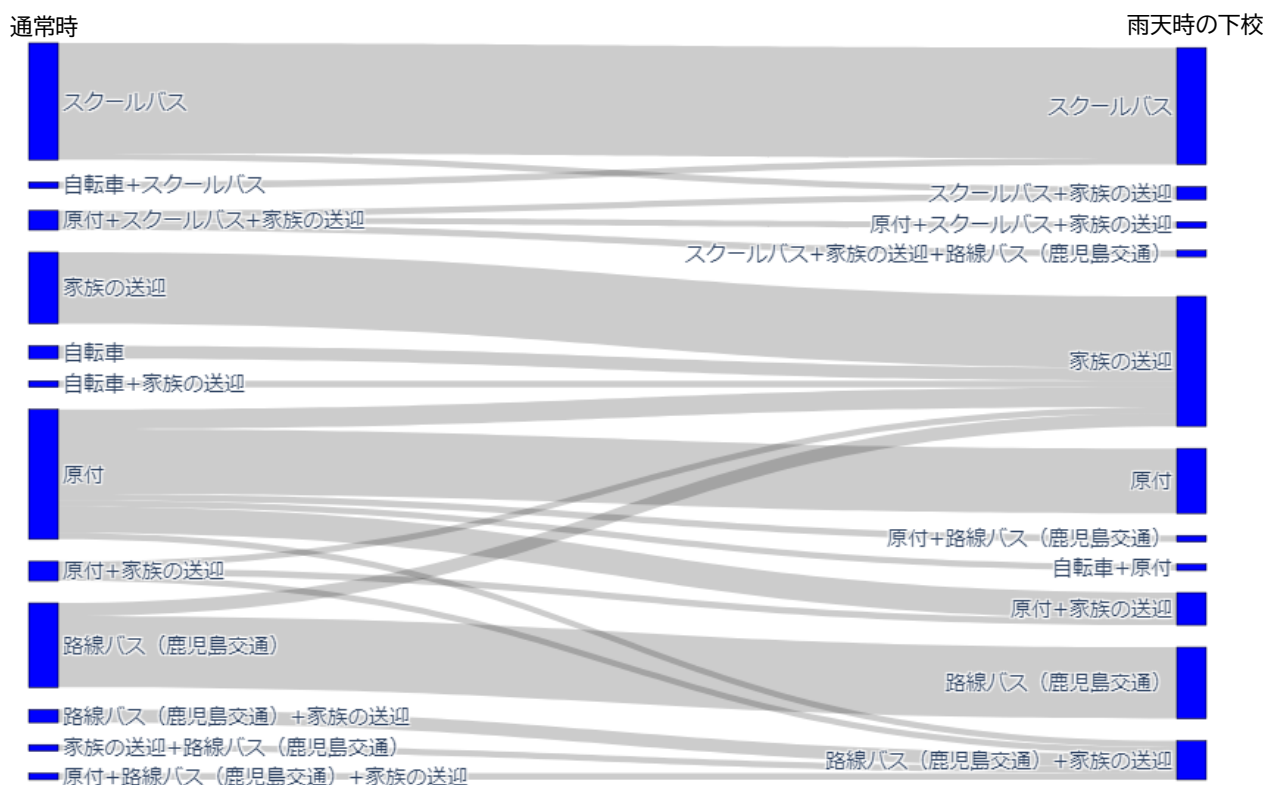 通常時
雨天時の下校
スクールバス
自転車+スクールバス
原付+スクールバス+家族の送迎
家族の送迎
自転車
自転車+家族の送迎
原付
原付+家族の送迎
路線バス（鹿児島交通）
路線バス（鹿児島交通）+家族の送迎
家族の送迎+路線バス（鹿児島交通）
原付+路線バス（鹿児島交通）+家族の送迎
スクールバス
スクールバス+家族の送迎
原付+スクールバス+家族の送迎
スクールバス+家族の送迎+路線バス（鹿児島交通）
家族の送迎
原付
原付+路線バス（鹿児島交通）
自転車+原付
原付+家族の送迎
路線バス（鹿児島交通）
路線バス（鹿児島交通）+家族の送迎